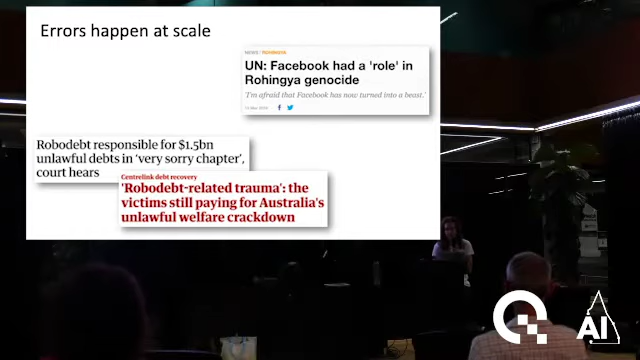 Errors happen at scale
NEWS / ROHINGYA
UN: Facebook had a 'role' in
Rohingya genocide
'I'm afraid that Facebook has now turned into a beast.'
Robodebt responsible for $1.5bn
unlawful debts in 'very sorry chapter',
court hears
Centrelink debt recovery
'Robodebt-related trauma': the
victims still paying for Australia's
unlawful welfare crackdown
AI